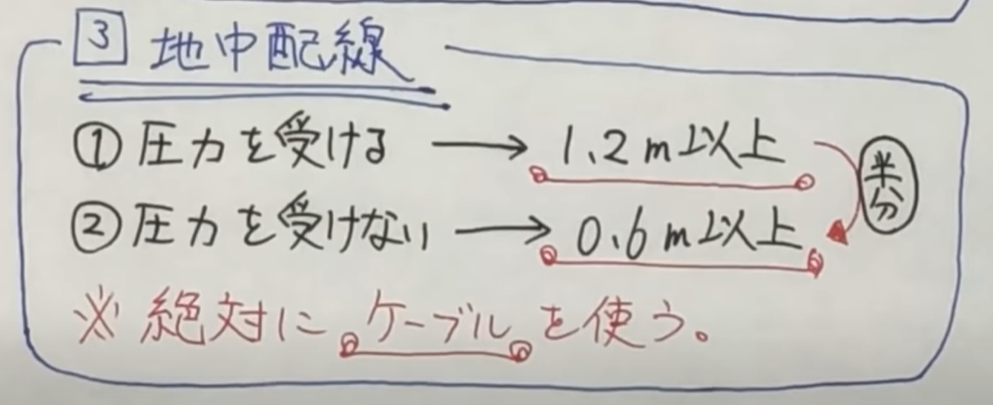 3 地中配線
① 圧力を受ける → 1.2m以上
② 圧力を受けない → 0.6m以上
半分
※ 絶対にケーブルを使う。